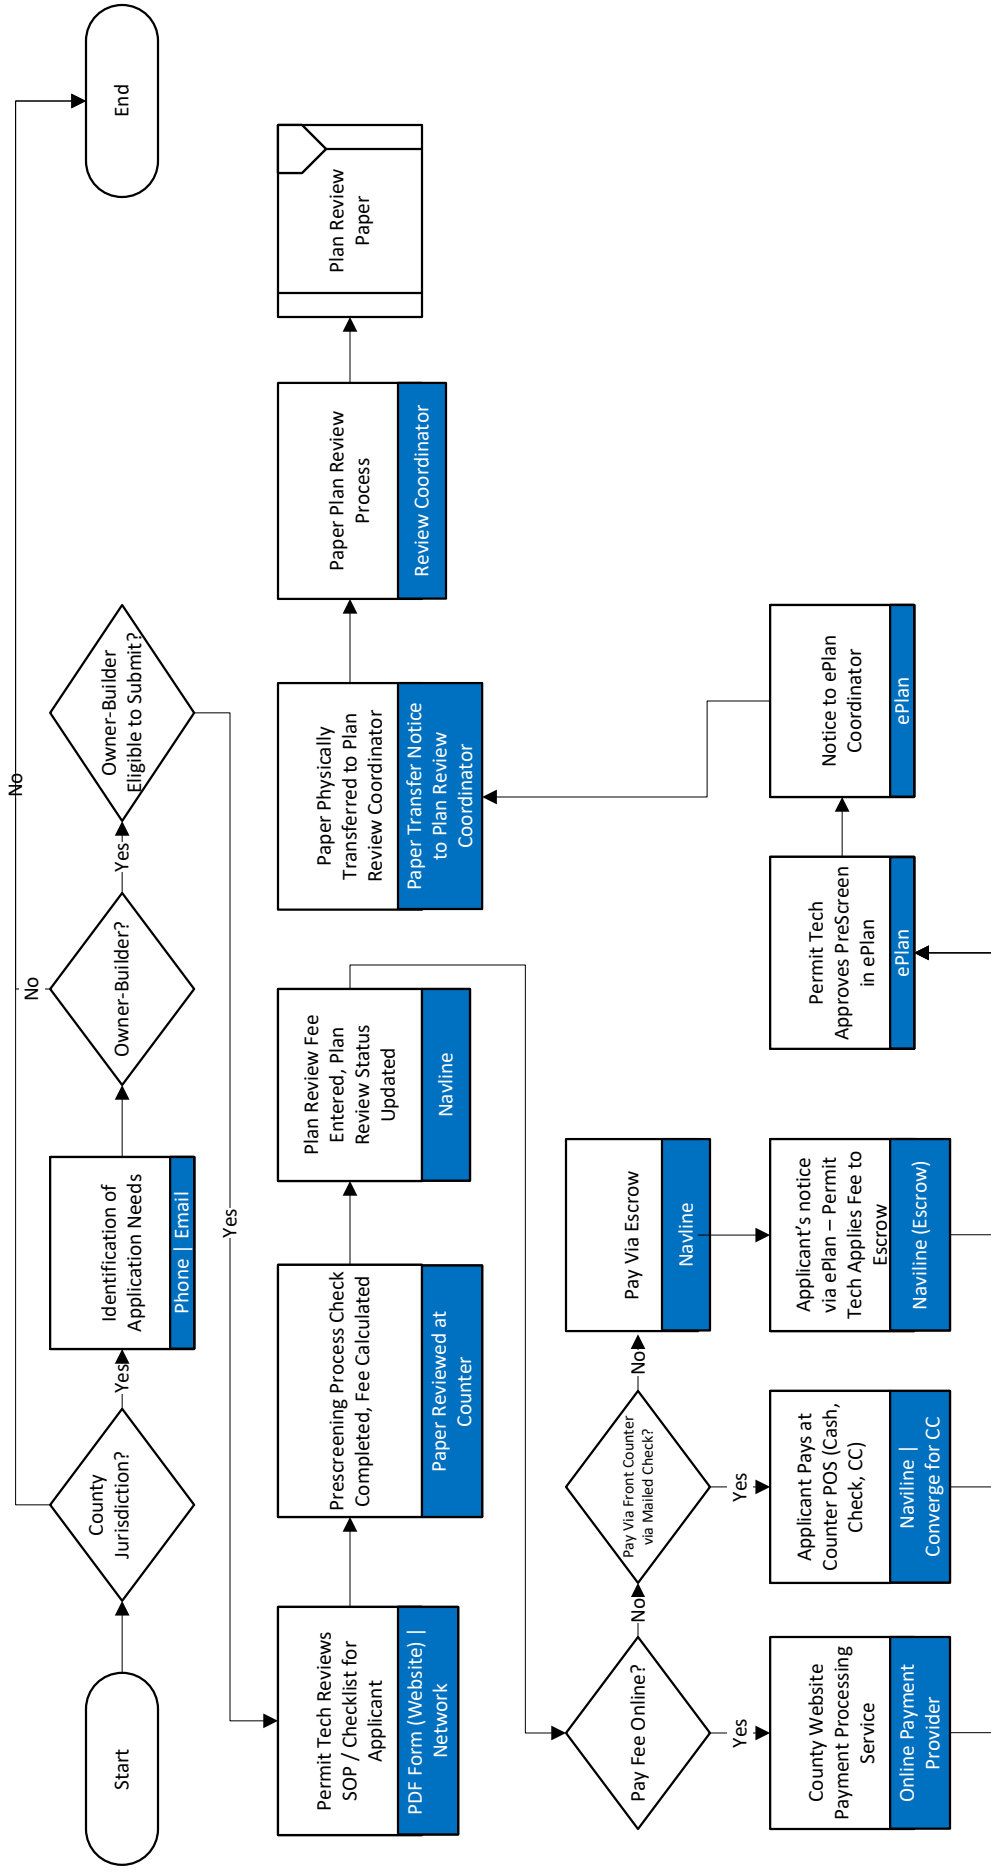 Start
County
Jurisdiction?
No
Yes
Identification of
Application Needs
Phone | Email
Owner-Builder?
No
Yes
Owner-Builder
Eligible to Submit?
Yes
End
Permit Tech Reviews
SOP / Checklist for
Applicant
PDF Form (Website) |
Network
Prescreening Process Check
Completed, Fee Calculated
Paper Reviewed at
Counter
Plan Review Fee
Entered, Plan
Review Status
Updated
Navline
Paper Physically
Transferred to Plan
Review Coordinator
Paper Transfer Notice
to Plan Review
Coordinator
Paper Plan Review
Process
Review Coordinator
Plan Review
Paper
Pay Fee Online?
No
Yes
Pay Via Front Counter
via Mailed Check?
No
Yes
Pay Via Escrow
Navline
County Website
Payment Processing
Service
Online Payment
Provider
Applicant Pays at
Counter POS (Cash,
Check, CC)
Naviline |
Converge for CC
Applicant’s notice
via ePlan – Permit
Tech Applies Fee to
Escrow
Naviline (Escrow)
Permit Tech
Approves PreScreen
in ePlan
ePlan
Notice to ePlan
Coordinator
ePlan